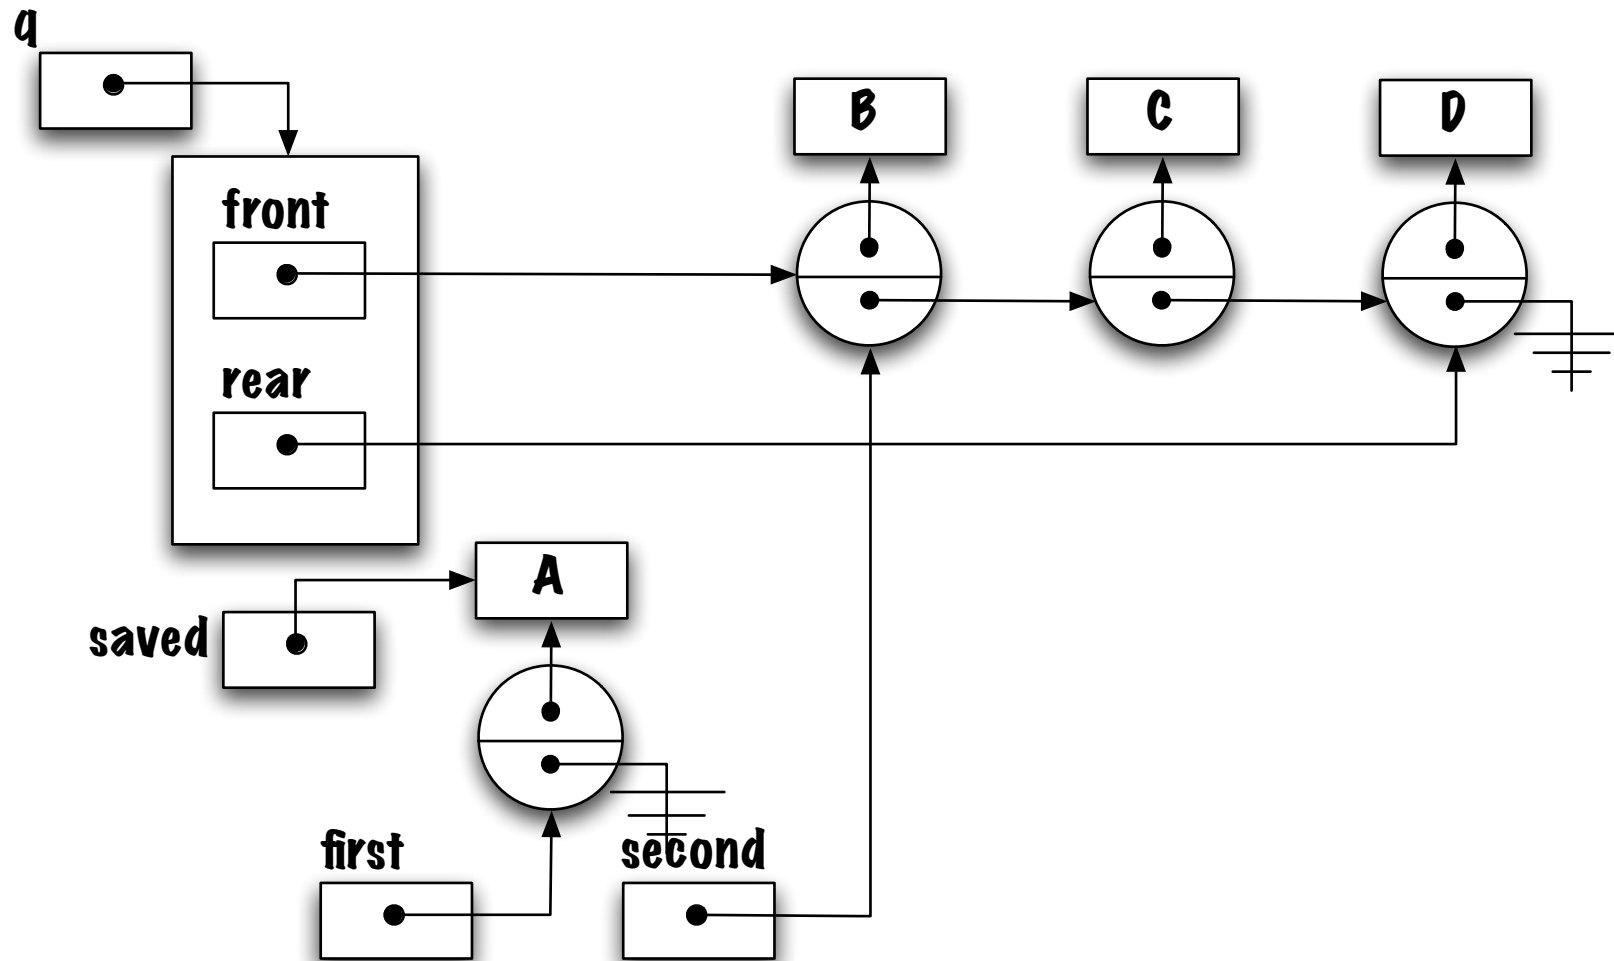 q
B
C
D
front
rear
A
saved
first
second